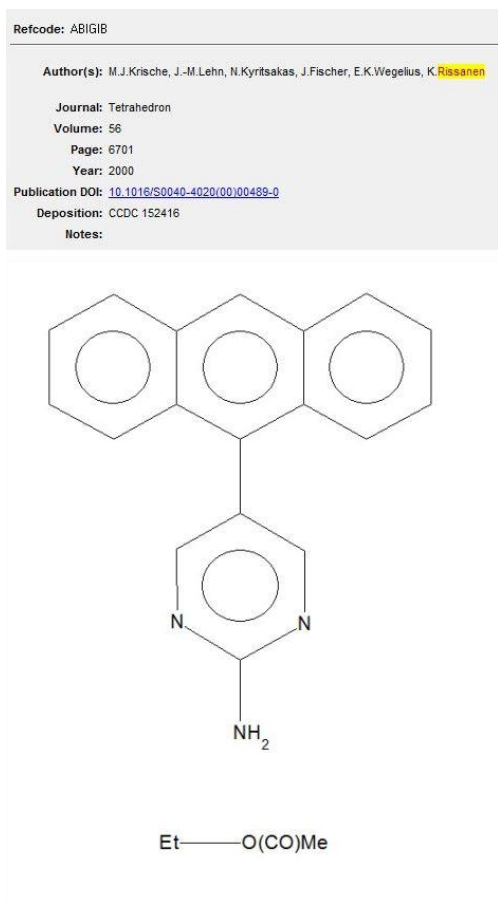 Refcode: ABIGIB
Author(s): M.J.Krische, J.-M.Lehn, N.Kyritsakas, J.Fischer, E.K.Wegelius, K.Rissanen
Journal: Tetrahedron
Volume: 56
Page: 6701
Year: 2000
Publication DOI: 10.1016/S0040-4020(00)00489-0
Deposition: CCDC 152416
Notes:
N N
NH2
Et O(CO)Me